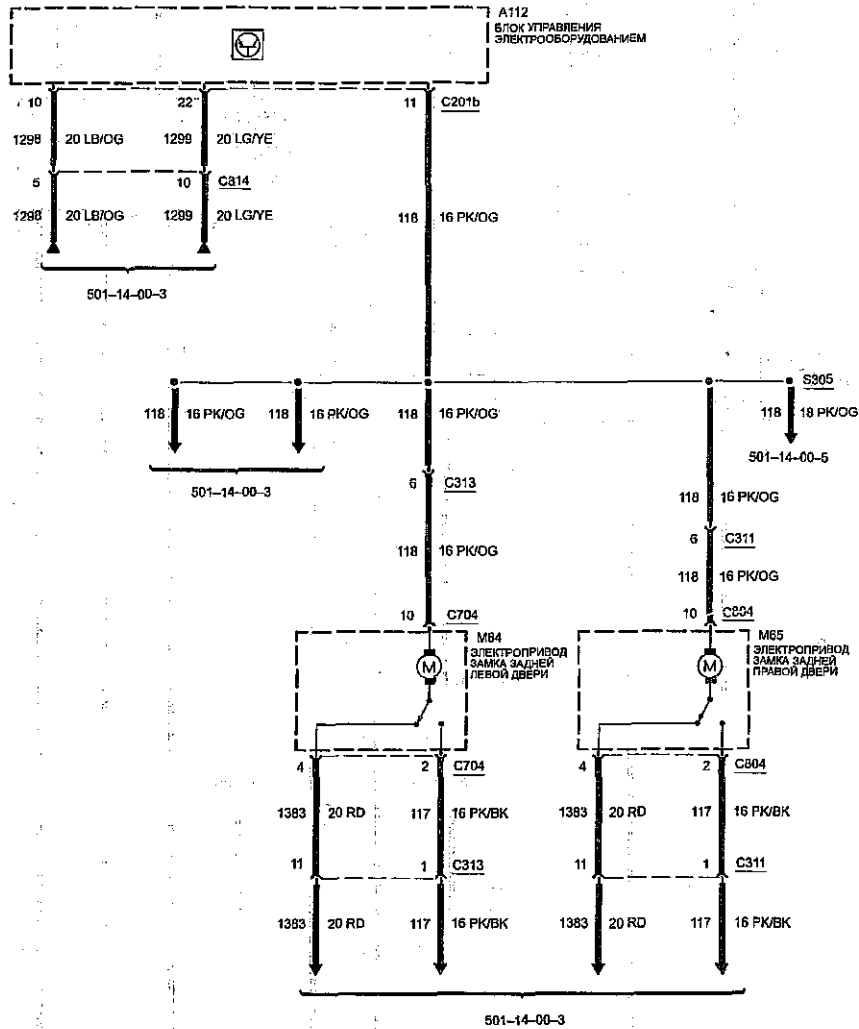 A112
БЛОК УПРАВЛЕНИЯ
ЭЛЕКТРООБОРУДОВАНИЕМ
10 22 11 C201b
1298 20 LB/OG 1299 20 LG/YE
5 10 C314
1298 20 LB/OG 1299 20 LG/YE
118 16 PK/OG
501-14-00-3
S305
118 16 PK/OG 118 16 PK/OG 118 16 PK/OG 118 18 PK/OG
501-14-00-5
501-14-00-3
6 C313
118 16 PK/OG
6 C311
118 16 PK/OG 118 16 PK/OG
10 C704 10 C804
M64
ЭЛЕКТРОПРИВОД
ЗАМКА ЗАДНЕЙ
ЛЕВОЙ ДВЕРИ
M
M65
ЭЛЕКТРОПРИВОД
ЗАМКА ЗАДНЕЙ
ПРАВОЙ ДВЕРИ
M
4 2 C704 4 2 C804
1383 20 RD 117 16 PK/BK 1383 20 RD 117 16 PK/BK
11 1 C313 11 1 C311
1383 20 RD 117 16 PK/BK 1383 20 RD 117 16 PK/BK
501-14-00-3